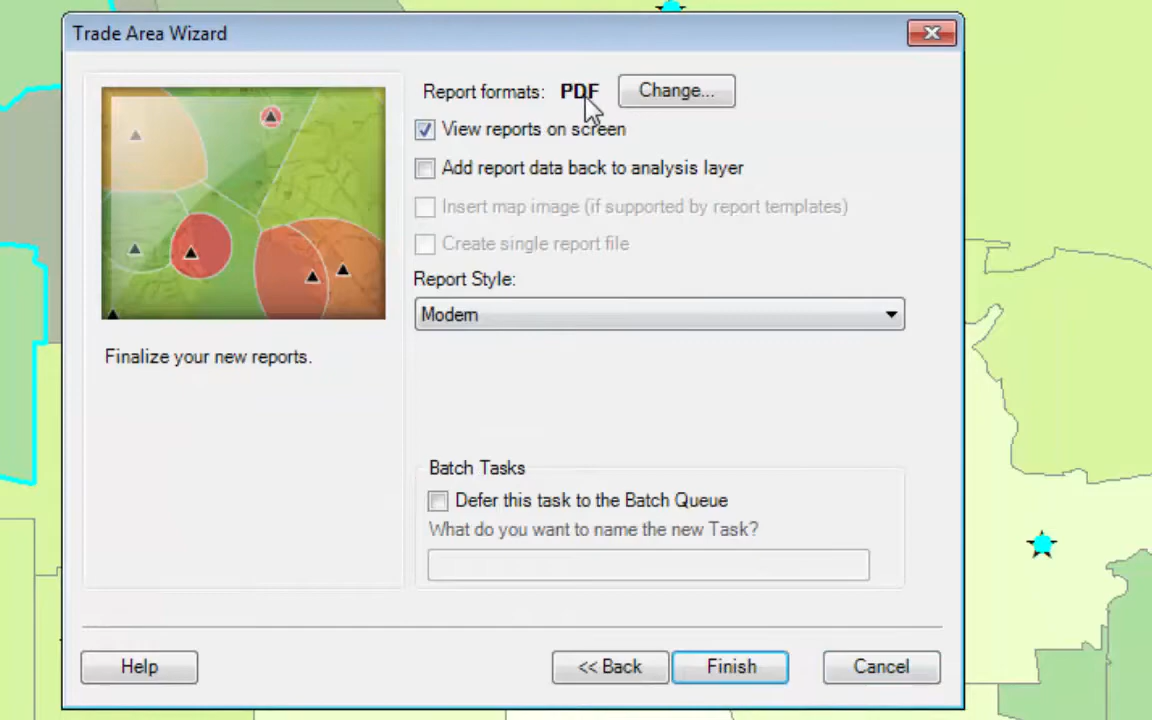 Trade Area Wizard
Report formats: PDF Change...
View reports on screen
Add report data back to analysis layer
Insert map image (if supported by report templates)
Create single report file
Report Style:
Modern
Finalize your new reports.
Batch Tasks
Defer this task to the Batch Queue
What do you want to name the new Task?
Help << Back Finish Cancel